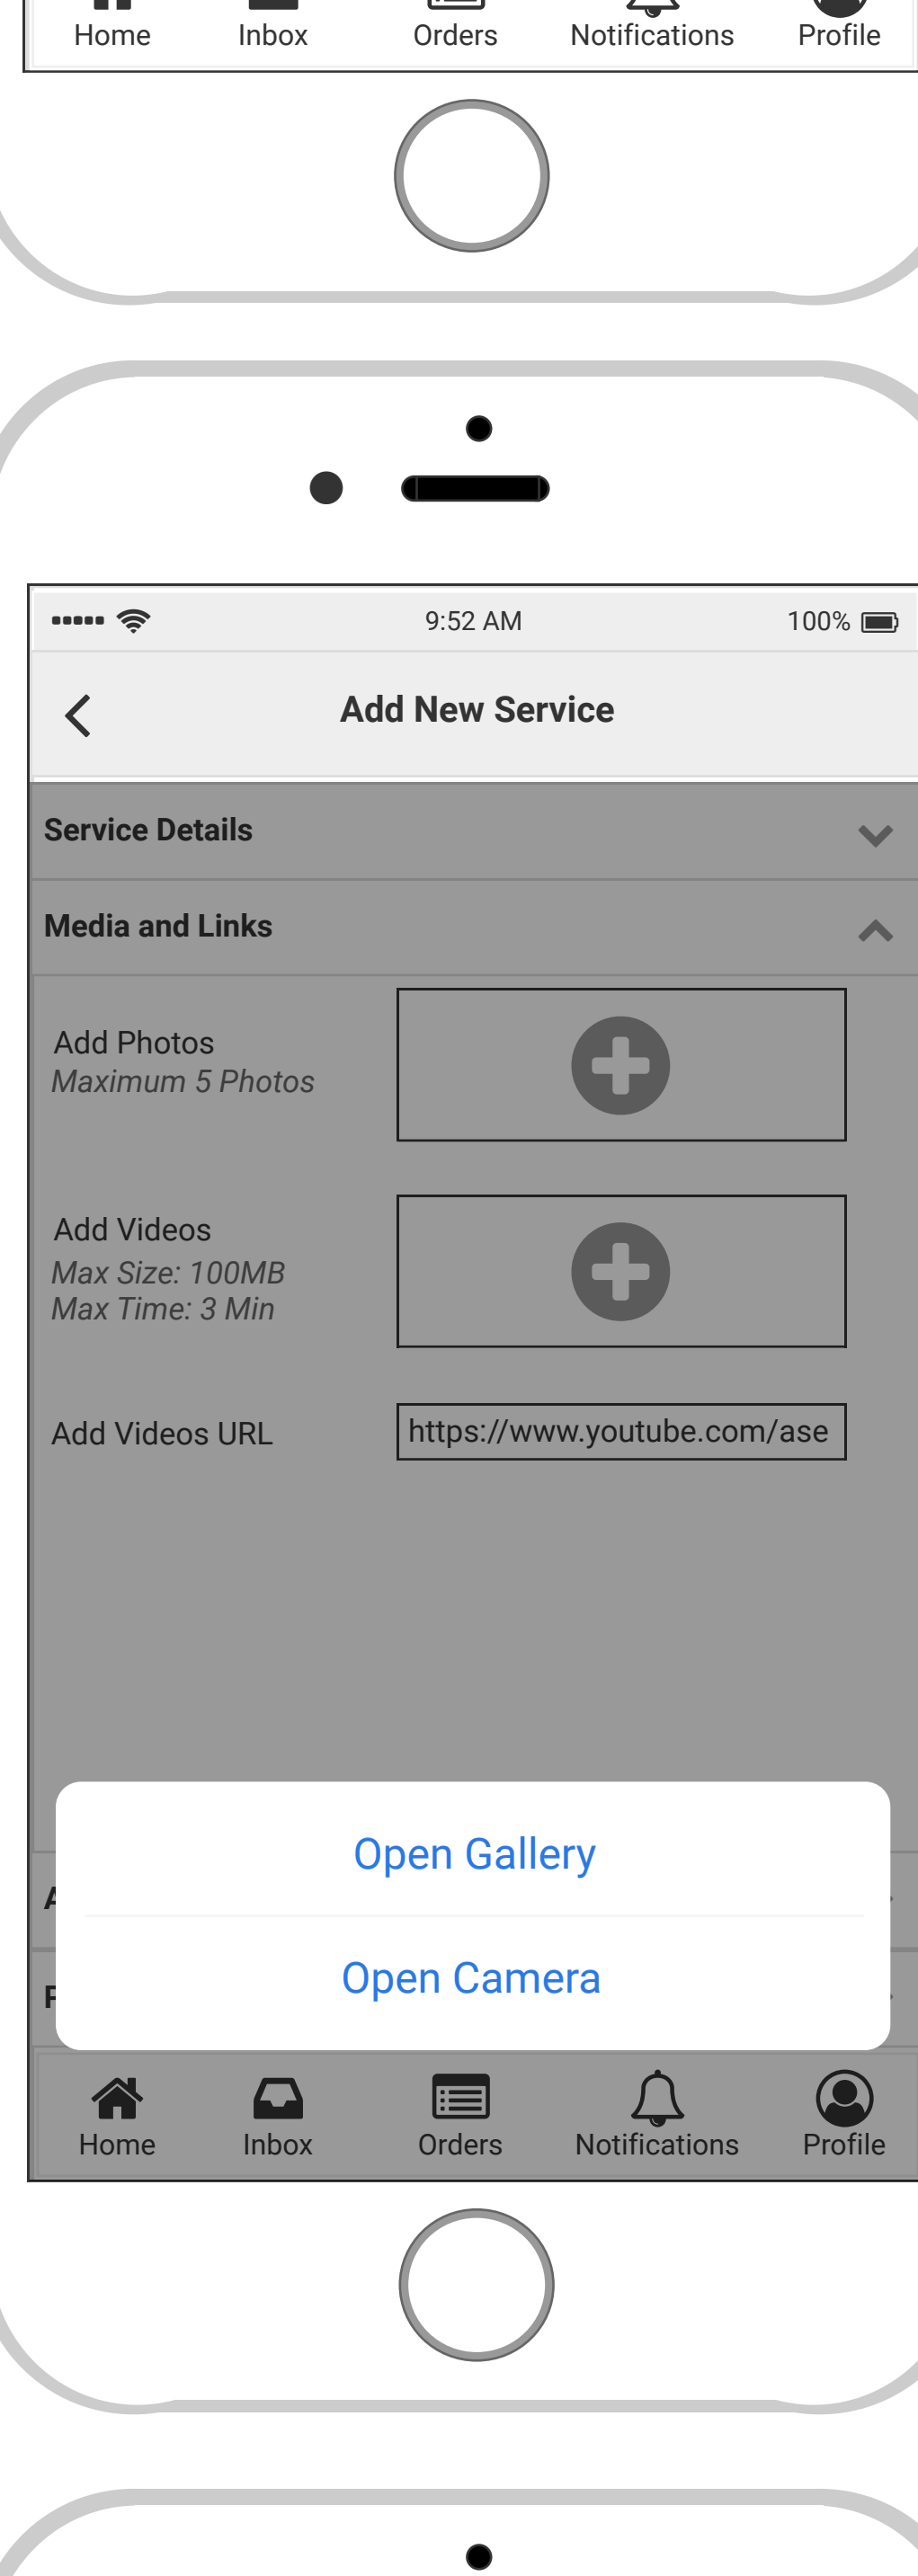 Home Inbox Orders Notifications Profile
9:52 AM 100%
Add New Service
Service Details
Media and Links
Add Photos
Maximum 5 Photos
Add Videos
Max Size: 100MB
Max Time: 3 Min
Add Videos URL https://www.youtube.com/ase
Open Gallery
Open Camera
Home Inbox Orders Notifications Profile